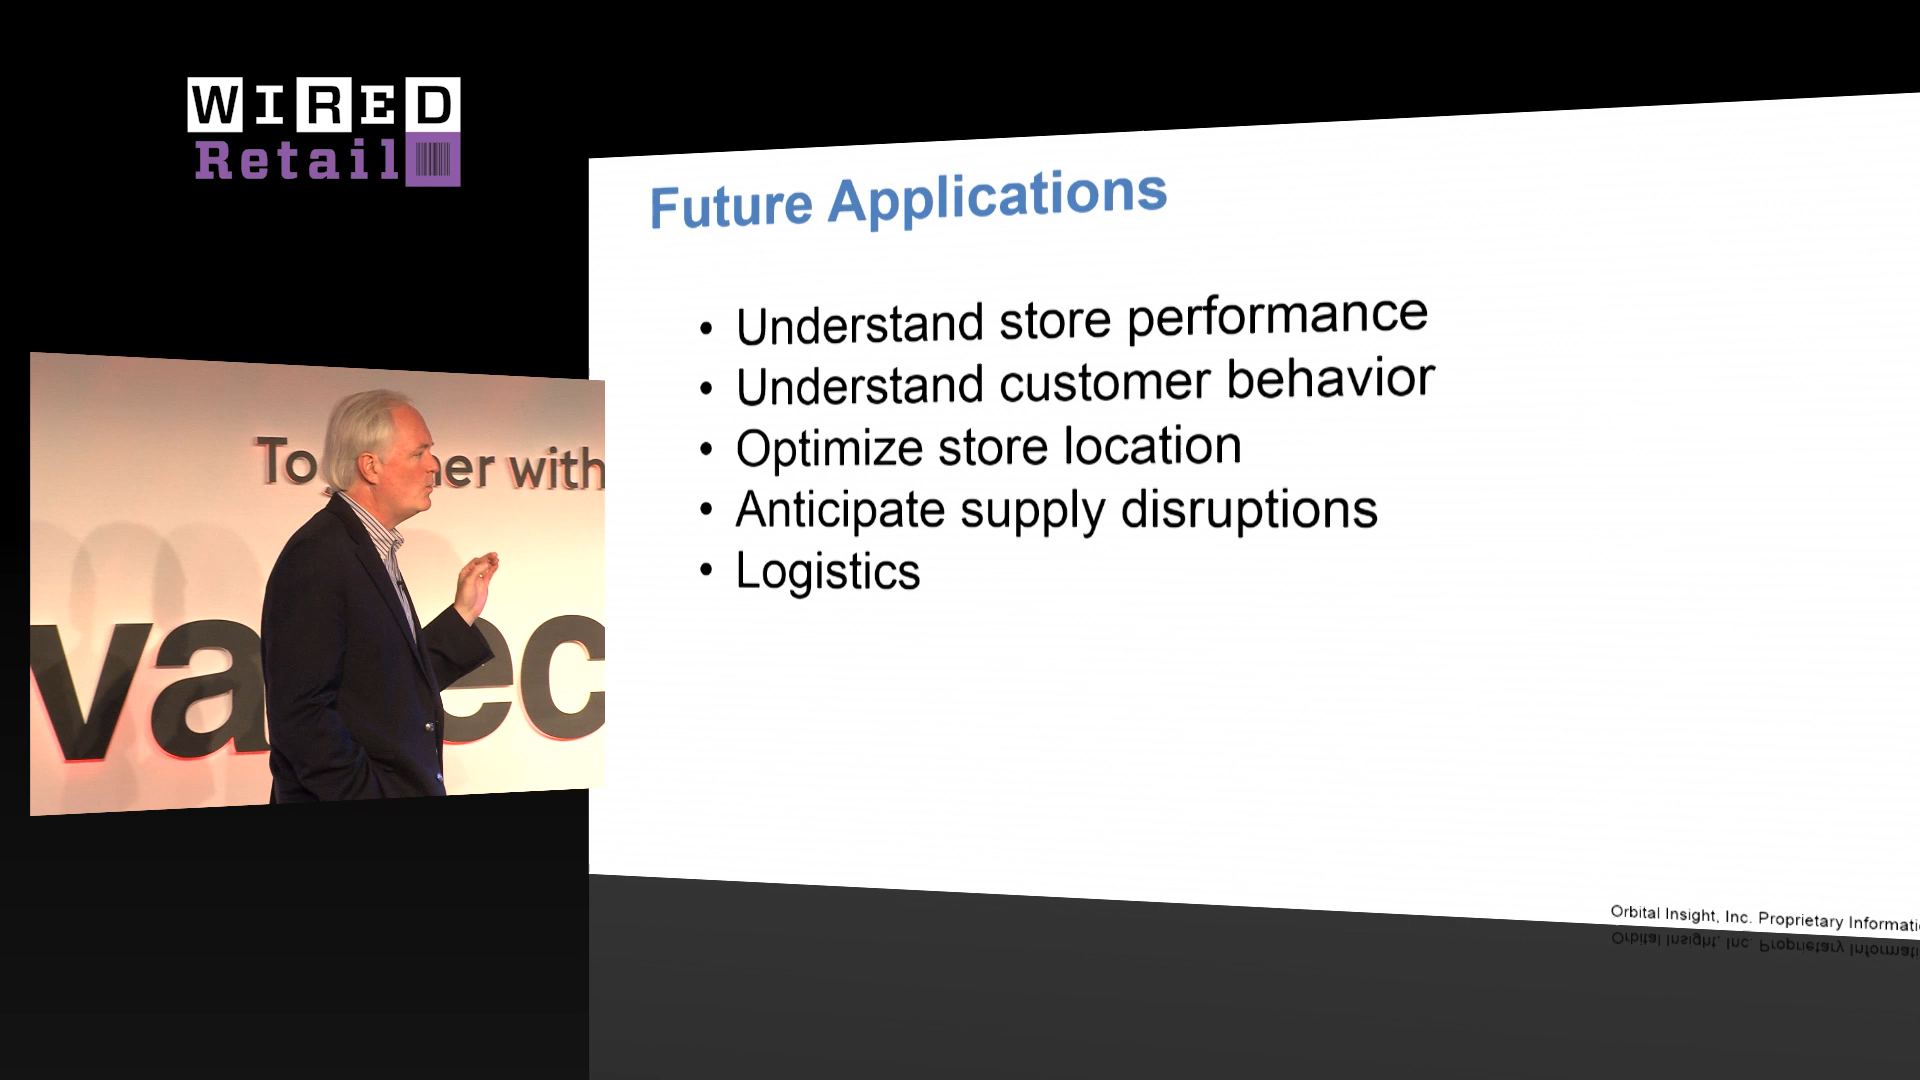 WIRED
Retail
Future Applications
• Understand store performance
• Understand customer behavior
• Optimize store location
• Anticipate supply disruptions
• Logistics
To er with
va ec
Orbital Insight, Inc. Proprietary Informati